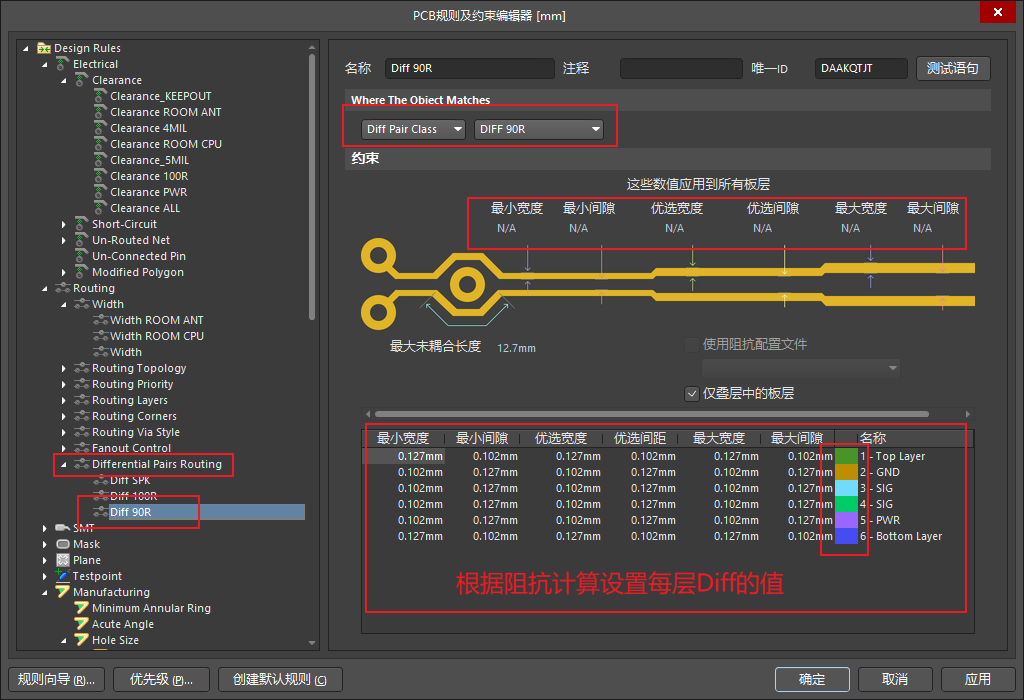 PCB规则及约束编辑器 [mm]
Design Rules
Electrical
Clearance
Clearance_KEEPOUT
Clearance ROOM ANT
Clearance 4MIL
Clearance ROOM CPU
Clearance_5MIL
Clearance 100R
Clearance PWR
Clearance ALL
Short-Circuit
Un-Routed Net
Un-Connected Pin
Modified Polygon
Routing
Width
Width ROOM ANT
Width ROOM CPU
Width
Routing Topology
Routing Priority
Routing Layers
Routing Corners
Routing Via Style
Fanout Control
Differential Pairs Routing
Diff SPK
Diff 100R
Diff 90R
SMT
Mask
Plane
Testpoint
Manufacturing
Minimum Annular Ring
Acute Angle
Hole Size
名称 Diff 90R 注释 唯一ID DAAKQTJT 测试语句
Where The Object Matches
Diff Pair Class DIFF 90R
约束
这些数值应用到所有板层
最小宽度 最小间隙 优选宽度 优选间隙 最大宽度 最大间隙
N/A N/A N/A N/A N/A N/A
最大未耦合长度 12.7mm
使用阻抗配置文件
仅叠层中的板层
最小宽度 最小间隙 优选宽度 优选间距 最大宽度 最大间隙 名称
0.127mm 0.102mm 0.127mm 0.102mm 0.127mm 0.102mm 1 - Top Layer
0.102mm 0.127mm 0.102mm 0.127mm 0.102mm 0.127mm 2 - GND
0.102mm 0.127mm 0.102mm 0.127mm 0.102mm 0.127mm 3 - SIG
0.102mm 0.127mm 0.102mm 0.127mm 0.102mm 0.127mm 4 - SIG
0.102mm 0.127mm 0.102mm 0.127mm 0.102mm 0.127mm 5 - PWR
0.127mm 0.102mm 0.127mm 0.102mm 0.127mm 0.102mm 6 - Bottom Layer
根据阻抗计算设置每层Diff的值
规则向导 (R)... 优先级 (P)... 创建默认规则 (C) 确定 取消 应用